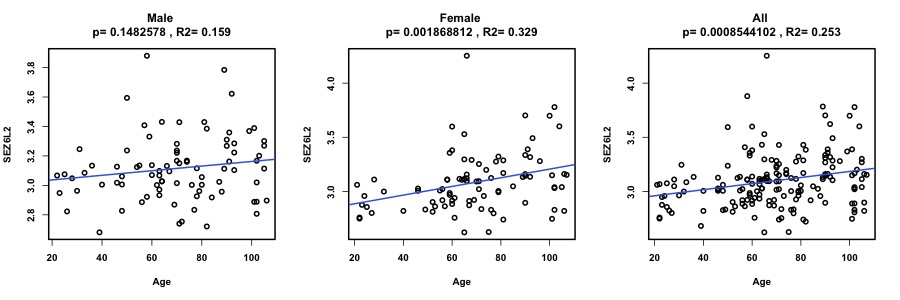 Male
p= 0.1482578 , R2= 0.159
SEZ6L2
3.8
3.6
3.4
3.2
3.0
2.8
20 40 60 80 100
Age
Female
p= 0.001868812 , R2= 0.329
SEZ6L2
4.0
3.5
3.0
20 40 60 80 100
Age
All
p= 0.0008544102 , R2= 0.253
SEZ6L2
4.0
3.5
3.0
20 40 60 80 100
Age